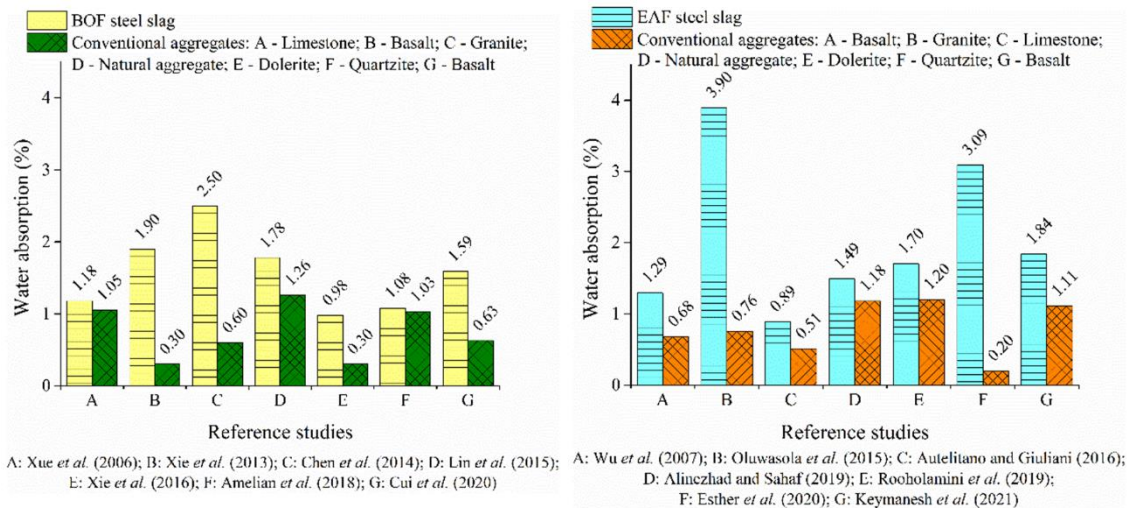 BOF steel slag
Conventional aggregates: A - Limestone; B - Basalt; C - Granite;
D - Natural aggregate; E - Dolerite; F - Quartzite; G - Basalt
Water absorption (%)
4
3
2
1
0
1.18
1.05
1.90
0.30
2.50
0.60
1.78
1.26
0.98
0.30
1.08
1.03
1.59
0.63
A B C D E F G
Reference studies
A: Xue et al. (2006); B: Xie et al. (2013); C: Chen et al. (2014); D: Lin et al. (2015);
E: Xie et al. (2016); F: Amelian et al. (2018); G: Cui et al. (2020)
EAF steel slag
Conventional aggregates: A - Basalt; B - Granite; C - Limestone;
D - Natural aggregate; E - Dolerite; F - Quartzite; G - Basalt
Water absorption (%)
4
3
2
1
0
1.29
0.68
3.90
0.76
0.89
0.51
1.49
1.18
1.70
1.20
3.09
0.20
1.84
1.11
A B C D E F G
Reference studies
A: Wu et al. (2007); B: Oluwasola et al. (2015); C: Autelitano and Giuliani (2016);
D: Alinezhad and Sahaf (2019); E: Rooholamini et al. (2019);
F: Esther et al. (2020); G: Keymanesh et al. (2021)